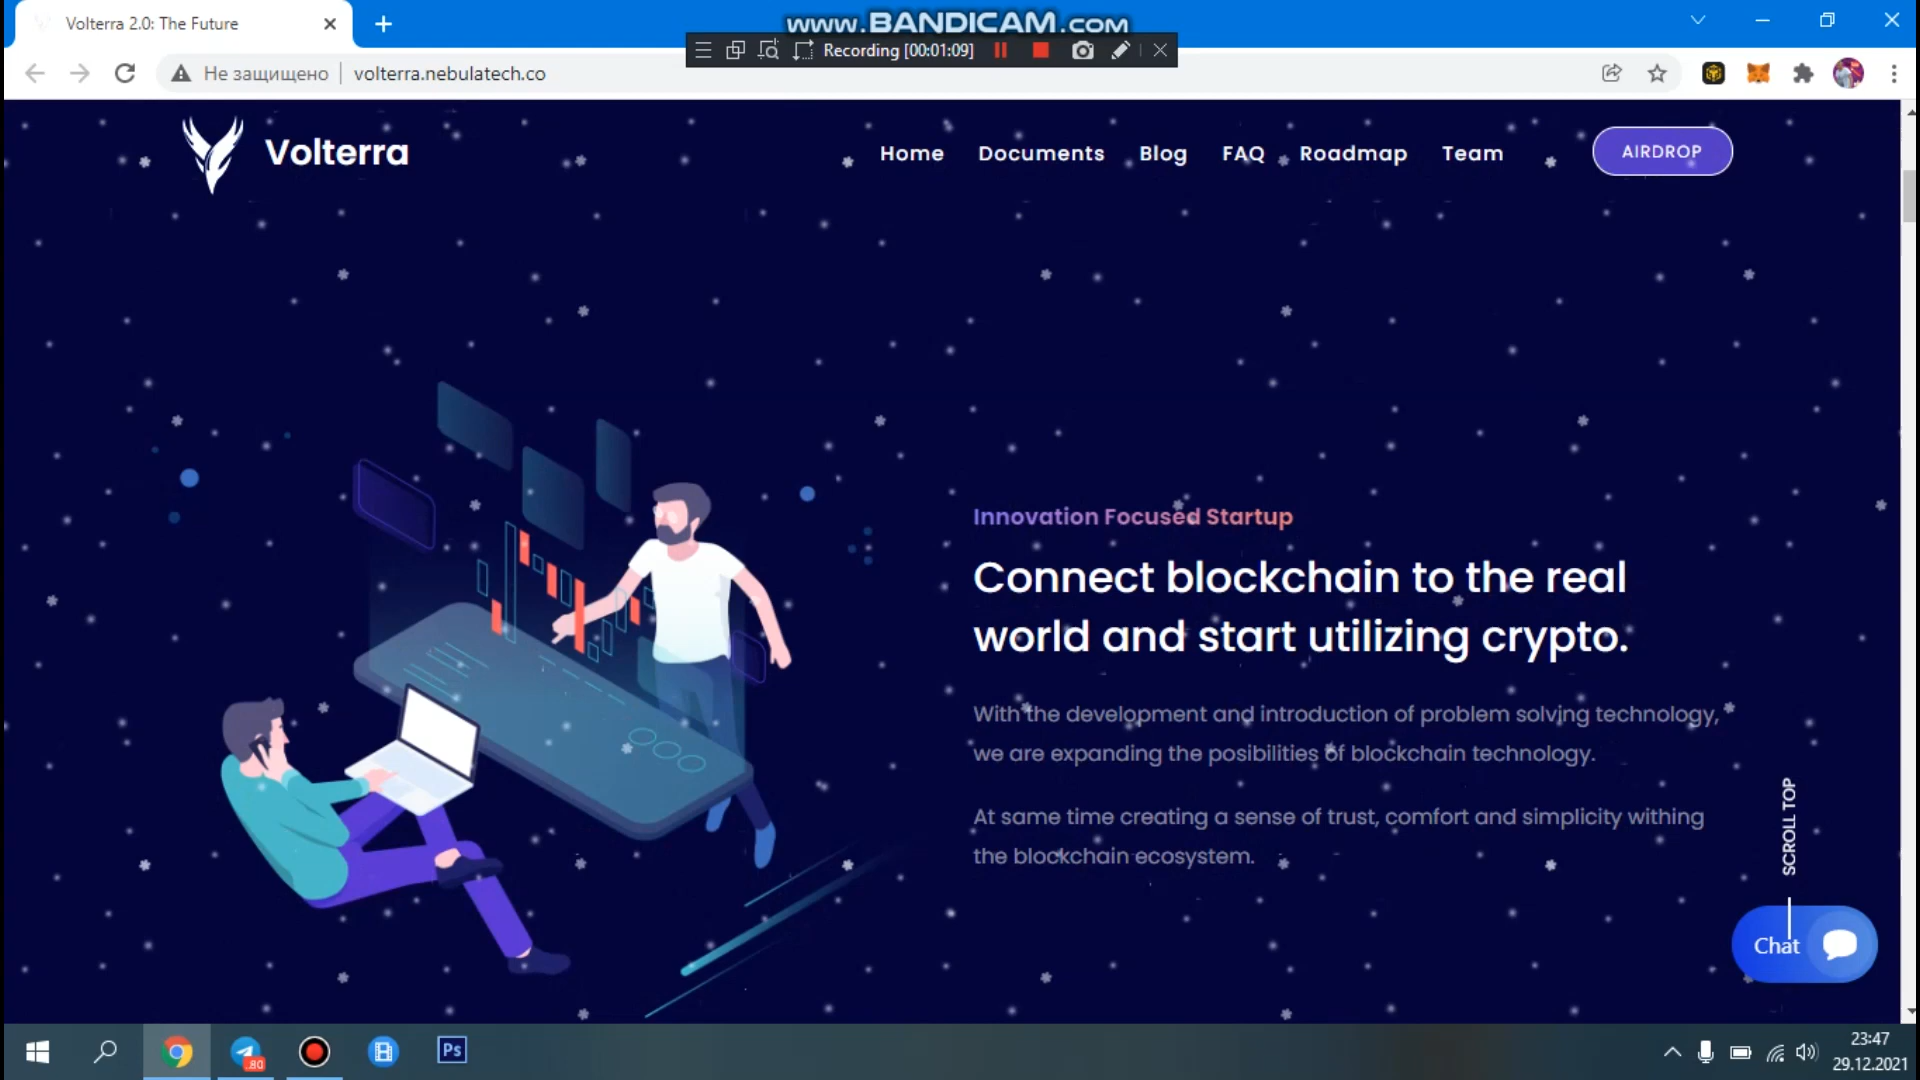 Volterra 2.0: The Future
www.BANDICAM.com
Recording [00:01:09]
Не защищено
volterra.nebulatech.co
Volterra
Home
Documents
Blog
FAQ
Roadmap
Team
AIRDROP
Innovation Focused Startup
Connect blockchain to the real
world and start utilizing crypto.
With the development and introduction of problem solving technology,
we are expanding the posibilities of blockchain technology.
At same time creating a sense of trust, comfort and simplicity withing
the blockchain ecosystem.
SCROLL TOP
Chat
80
Ps
23:47
29.12.2021